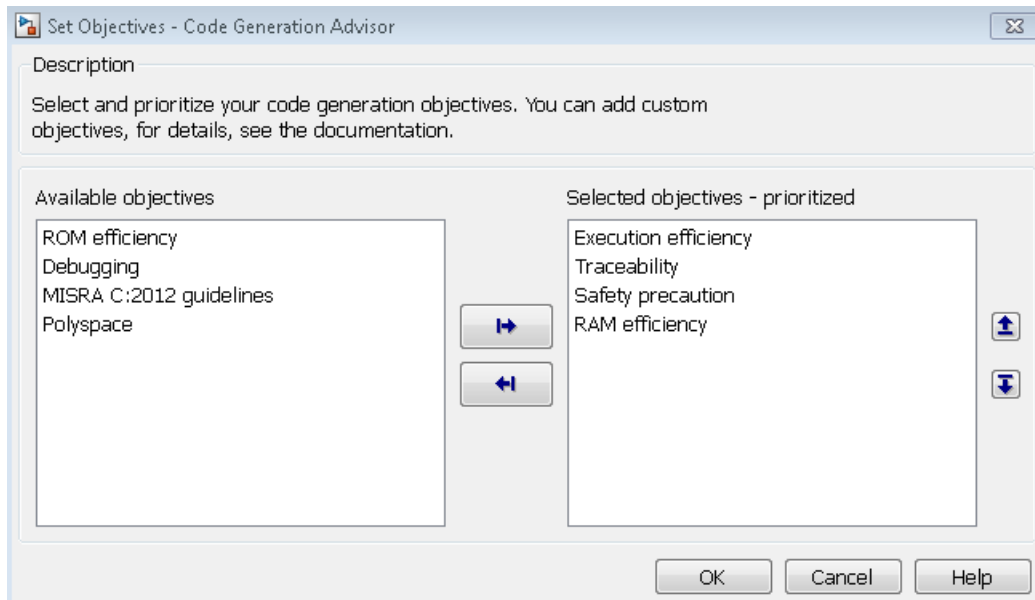 Set Objectives - Code Generation Advisor
Description
Select and prioritize your code generation objectives. You can add custom
objectives, for details, see the documentation.
Available objectives
ROM efficiency
Debugging
MISRA C:2012 guidelines
Polyspace
Selected objectives - prioritized
Execution efficiency
Traceability
Safety precaution
RAM efficiency
OK
Cancel
Help